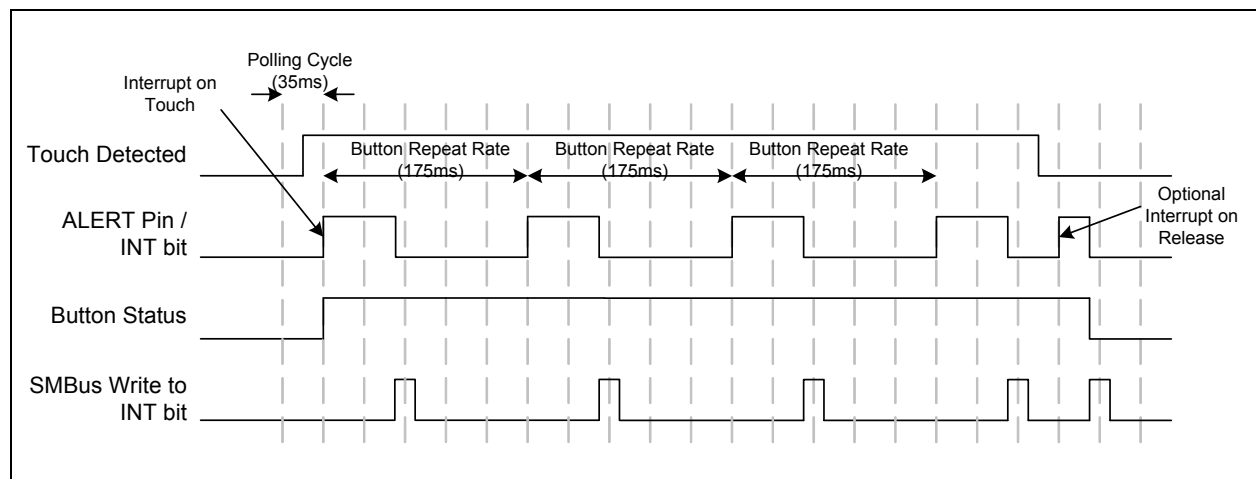 Polling Cycle
(35ms)
Interrupt on
Touch
Touch Detected
Button Repeat Rate
(175ms)
Button Repeat Rate
(175ms)
Button Repeat Rate
(175ms)
ALERT Pin /
INT bit
Optional
Interrupt on
Release
Button Status
SMBus Write to
INT bit